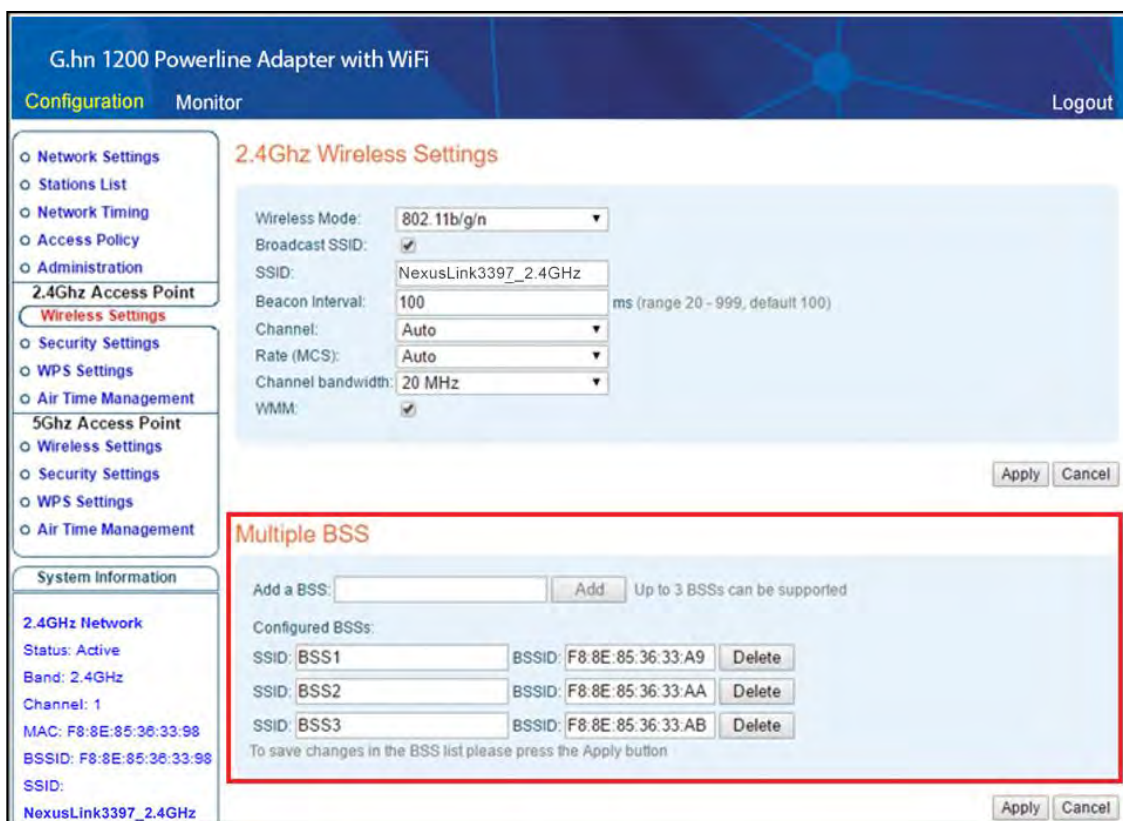 G.hn 1200 Powerline Adapter with WiFi
Configuration Monitor Logout
Network Settings
Stations List
Network Timing
Access Policy
Administration
2.4Ghz Access Point
Wireless Settings
Security Settings
WPS Settings
Air Time Management
5Ghz Access Point
Wireless Settings
Security Settings
WPS Settings
Air Time Management
System Information
2.4GHz Network
Status: Active
Band: 2.4GHz
Channel: 1
MAC: F8:8E:85:36:33:98
BSSID: F8:8E:85:36:33:98
SSID:
NexusLink3397_2.4GHz
2.4Ghz Wireless Settings
Wireless Mode: 802.11b/g/n
Broadcast SSID:
SSID: NexusLink3397_2.4GHz
Beacon Interval: 100 ms (range 20 - 999, default 100)
Channel: Auto
Rate (MCS): Auto
Channel bandwidth: 20 MHz
WMM:
Apply Cancel
Multiple BSS
Add a BSS: Add Up to 3 BSSs can be supported
Configured BSSs:
SSID: BSS1 BSSID: F8:8E:85:36:33:A9 Delete
SSID: BSS2 BSSID: F8:8E:85:36:33:AA Delete
SSID: BSS3 BSSID: F8:8E:85:36:33:AB Delete
To save changes in the BSS list please press the Apply button
Apply Cancel